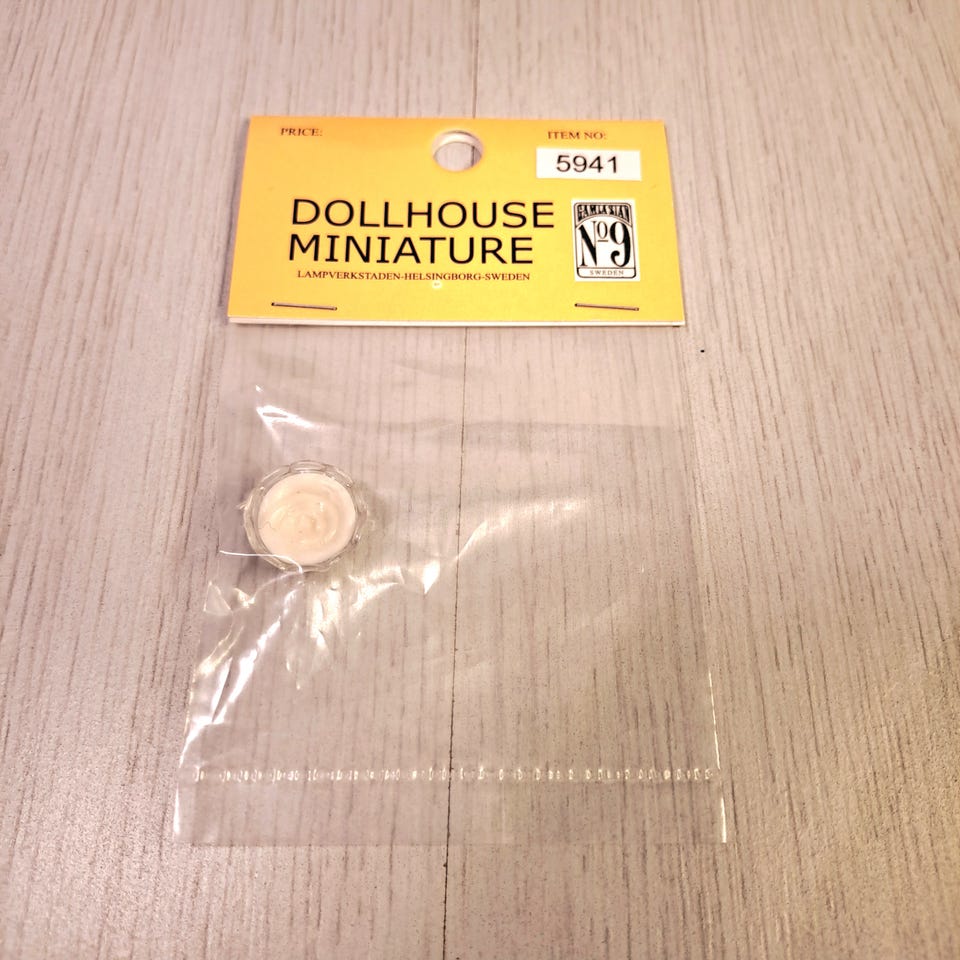 PRICE:
ITEM NO:
5941
DOLLHOUSE
MINIATURE
LAMPVERKSTADEN-HELSINGBORG-SWEDEN
GAMLA STAN
Nº9
SWEDEN